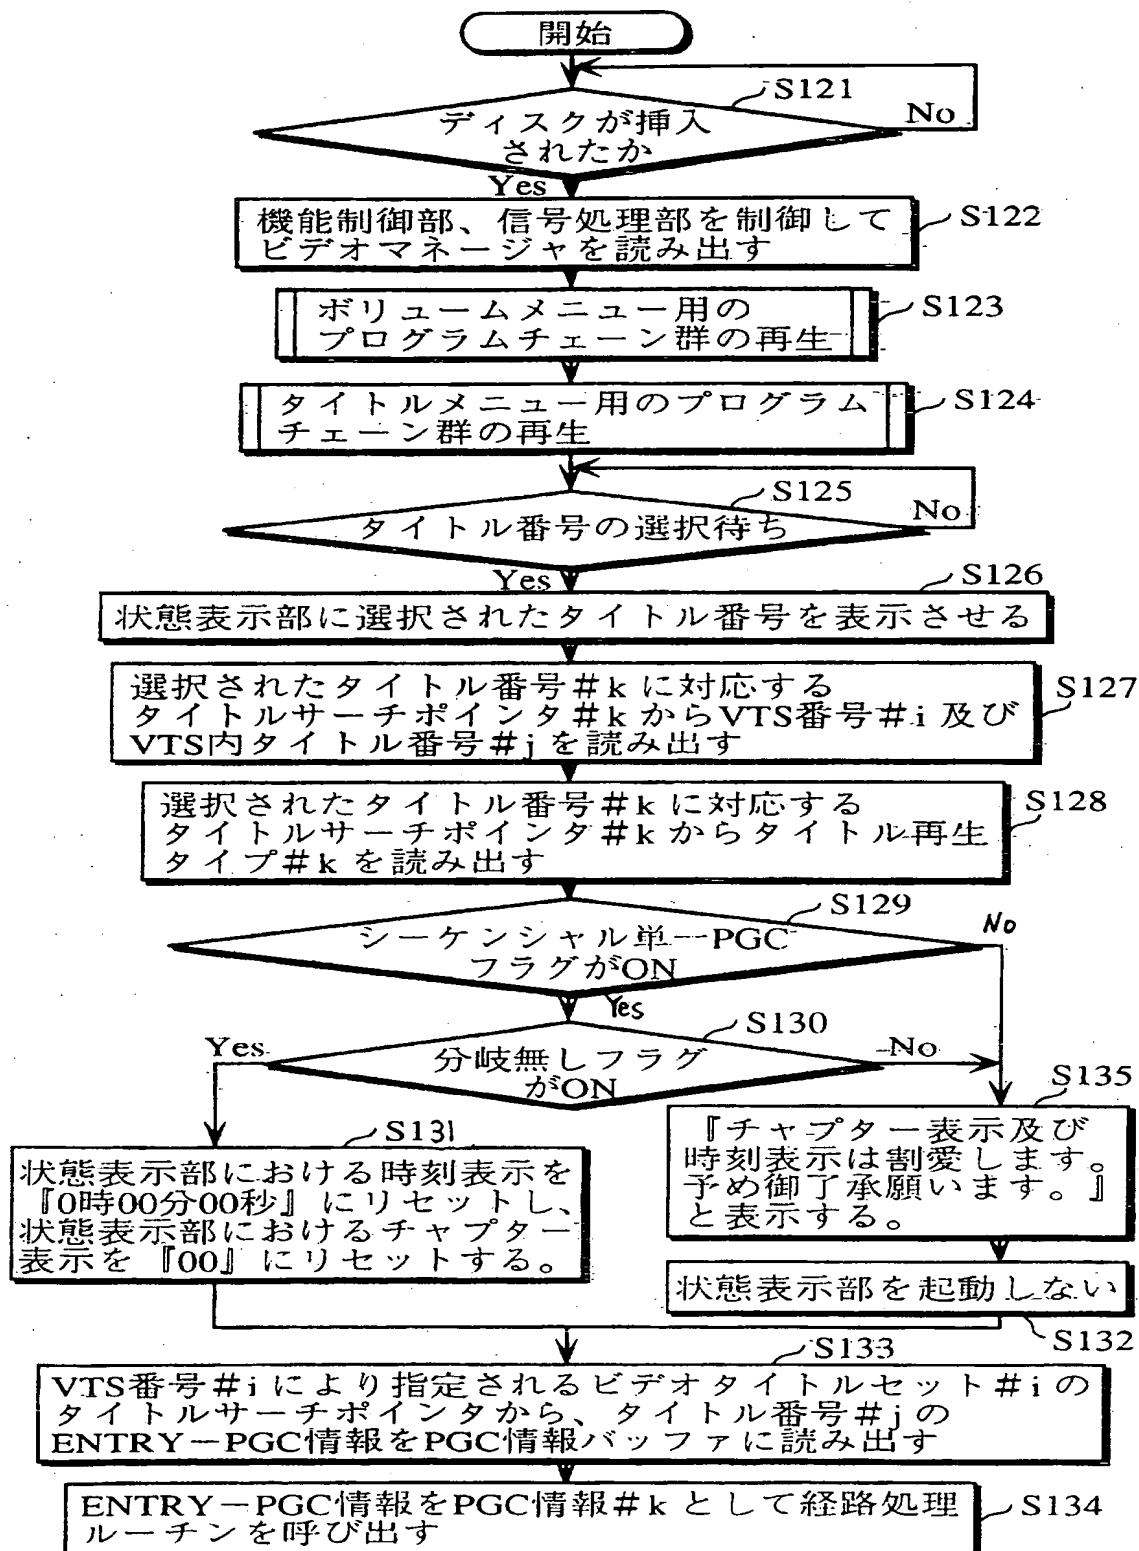 開始
S121
ディスクが挿入
されたか
No
Yes
機能制御部、信号処理部を制御して
ビデオマネージャを読み出す
S122
ボリュームメニュー用の
プログラムチェーン群の再生
S123
タイトルメニュー用のプログラム
チェーン群の再生
S124
S125
タイトル番号の選択待ち
No
Yes
S126
状態表示部に選択されたタイトル番号を表示させる
選択されたタイトル番号#kに対応する
タイトルサーチポインタ#kからVTS番号#i及び
VTS内タイトル番号#jを読み出す
S127
選択されたタイトル番号#kに対応する
タイトルサーチポインタ#kからタイトル再生
タイプ#kを読み出す
S128
S129
シーケンシャル単一PGC
フラグがON
No
Yes
S130
分岐無しフラグ
がON
Yes
No
S131
状態表示部における時刻表示を
『0時00分00秒』にリセットし、
状態表示部におけるチャプター
表示を『00』にリセットする。
S135
『チャプター表示及び
時刻表示は割愛します。
予め御了承願います。』
と表示する。
状態表示部を起動しない
S132
S133
VTS番号#iにより指定されるビデオタイトルセット#iの
タイトルサーチポインタから、タイトル番号#jの
ENTRY-PGC情報をPGC情報バッファに読み出す
ENTRY-PGC情報をPGC情報#kとして経路処理
ルーチンを呼び出す
S134